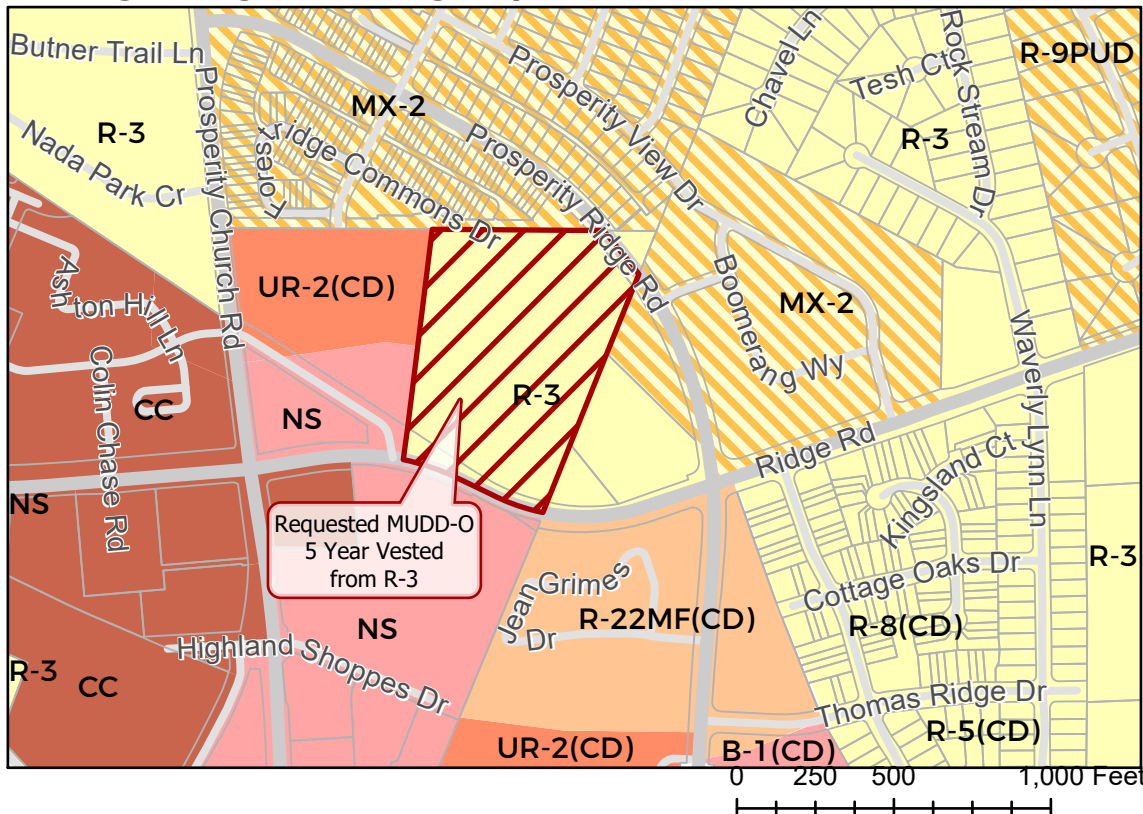 Butner Trail Ln
Prosperity Church Rd
R-3
Nada Park Cr
MX-2
Forest
ridge Commons Dr
Prosperity Ridge Rd
Prosperity View Dr
Chavel Ln
Tesh Ct
Rock Stream Dr
R-9PUD
R-3
UR-2(CD)
Boomerang Wy
MX-2
Waverly Lynn Ln
Ashton Hill Ln
Colin Chase Rd
CC
NS
R-3
Ridge Rd
Kingsland Ct
NS
Requested MUDD-O
5 Year Vested
from R-3
Jean Grimes
Dr
R-22MF(CD)
Cottage Oaks Dr
R-8(CD)
R-3
NS
Highland Shoppes Dr
R-3
CC
Thomas Ridge Dr
R-5(CD)
UR-2(CD)
B-1(CD)
0 250 500 1,000 Feet